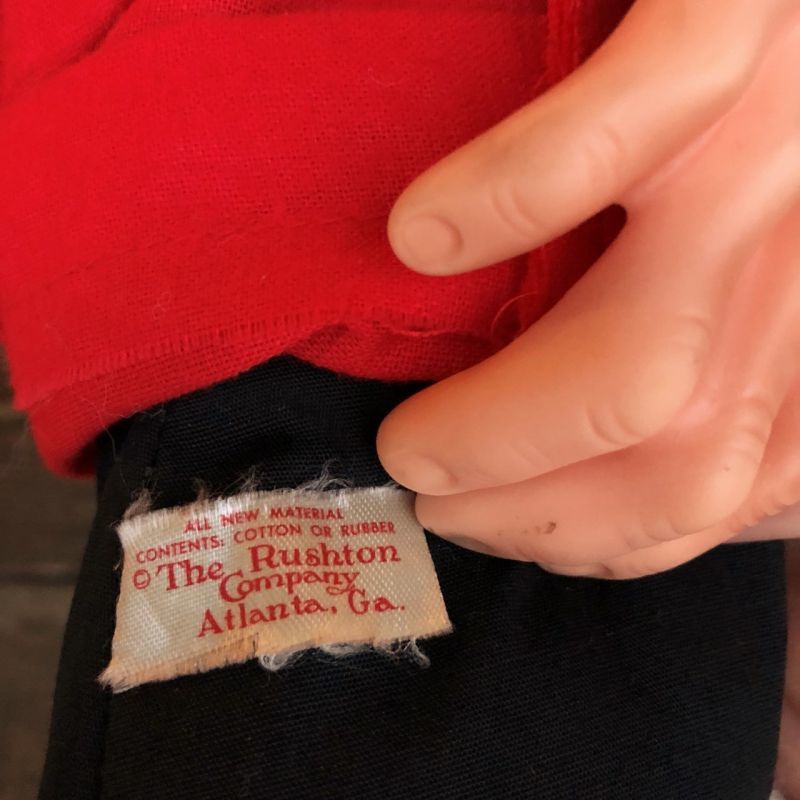 ALL NEW MATERIAL
CONTENTS: COTTON OR RUBBER
© The Rushton
Company
Atlanta, Ga.